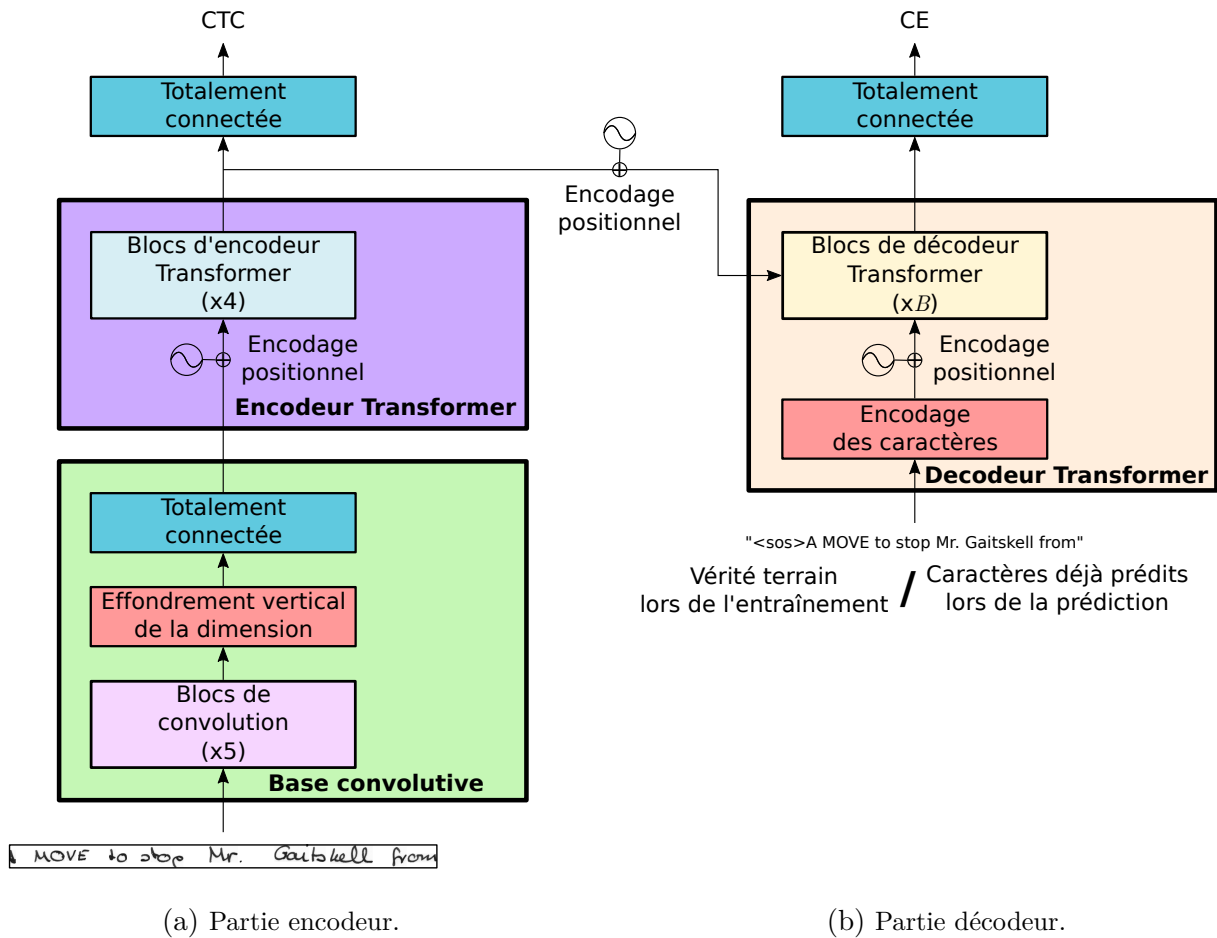 CTC
Totalement
connectée
Blocs d'encodeur
Transformer
(x4)
Encodage
positionnel
Encodeur Transformer
Totalement
connectée
Effondrement vertical
de la dimension
Blocs de
convolution
(x5)
Base convolutive
MOVE to stop Mr. Gaitskell from
(a) Partie encodeur.
Encodage
positionnel
CE
Totalement
connectée
Blocs de décodeur
Transformer
(xB)
Encodage
positionnel
Encodage
des caractères
Decodeur Transformer
"<sos>A MOVE to stop Mr. Gaitskell from"
Vérité terrain
lors de l'entraînement
/
Caractères déjà prédits
lors de la prédiction
(b) Partie décodeur.